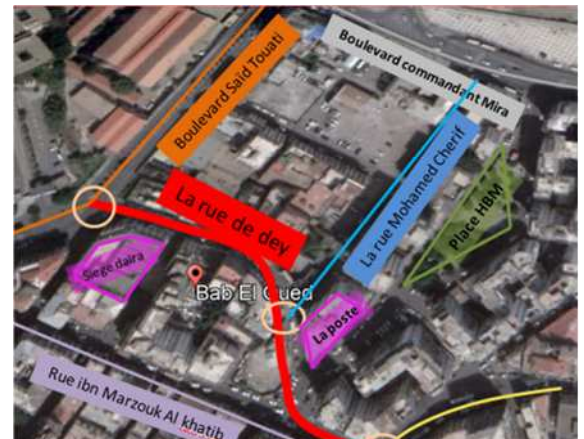 Boulevard Saïd Touati
Boulevard commandant Mira
La rue de dey
La rue Mohamed Cherif
Place HBM
Siege daira
Bab El Oued
La poste
Rue ibn Marzouk Al khatib